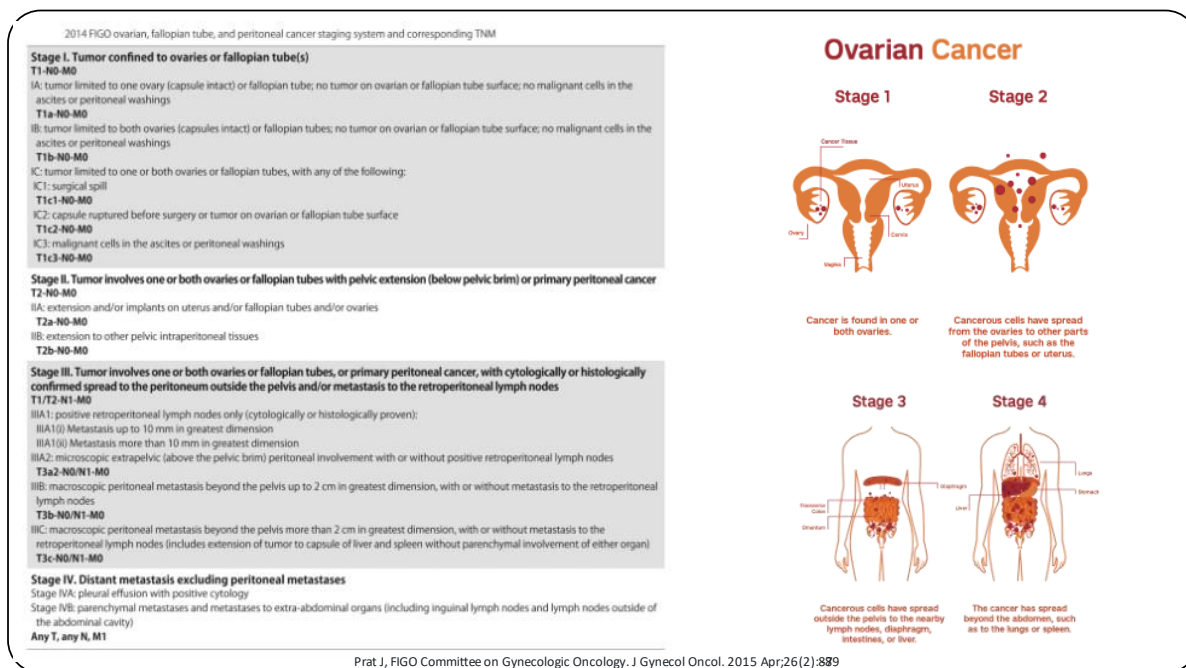 2014 FIGO ovarian, fallopian tube, and peritoneal cancer staging system and corresponding TNM
Stage I. Tumor confined to ovaries or fallopian tube(s)
T1-N0-M0
IA: tumor limited to one ovary (capsule intact) or fallopian tube; no tumor on ovarian or fallopian tube surface; no malignant cells in the
ascites or peritoneal washings
T1a-N0-M0
IB: tumor limited to both ovaries (capsules intact) or fallopian tubes; no tumor on ovarian or fallopian tube surface; no malignant cells in the
ascites or peritoneal washings
T1b-N0-M0
IC: tumor limited to one or both ovaries or fallopian tubes, with any of the following:
IC1: surgical spill
T1c1-N0-M0
IC2: capsule ruptured before surgery or tumor on ovarian or fallopian tube surface
T1c2-N0-M0
IC3: malignant cells in the ascites or peritoneal washings
T1c3-N0-M0
Stage II. Tumor involves one or both ovaries or fallopian tubes with pelvic extension (below pelvic brim) or primary peritoneal cancer
T2-N0-M0
IIA: extension and/or implants on uterus and/or fallopian tubes and/or ovaries
T2a-N0-M0
IIB: extension to other pelvic intraperitoneal tissues
T2b-N0-M0
Stage III. Tumor involves one or both ovaries or fallopian tubes, or primary peritoneal cancer, with cytologically or histologically
confirmed spread to the peritoneum outside the pelvis and/or metastasis to the retroperitoneal lymph nodes
T1/T2-N1-M0
IIIA1: positive retroperitoneal lymph nodes only (cytologically or histologically proven):
IIIA1(i) Metastasis up to 10 mm in greatest dimension
IIIA1(ii) Metastasis more than 10 mm in greatest dimension
IIIA2: microscopic extrapelvic (above the pelvic brim) peritoneal involvement with or without positive retroperitoneal lymph nodes
T3a2-N0/N1-M0
IIIB: macroscopic peritoneal metastasis beyond the pelvis up to 2 cm in greatest dimension, with or without metastasis to the retroperitoneal
lymph nodes
T3b-N0/N1-M0
IIIC: macroscopic peritoneal metastasis beyond the pelvis more than 2 cm in greatest dimension, with or without metastasis to the
retroperitoneal lymph nodes (includes extension of tumor to capsule of liver and spleen without parenchymal involvement of either organ)
T3c-N0/N1-M0
Stage IV. Distant metastasis excluding peritoneal metastases
Stage IVA: pleural effusion with positive cytology
Stage IVB: parenchymal metastases and metastases to extra-abdominal organs (including inguinal lymph nodes and lymph nodes outside of
the abdominal cavity)
Any T, any N, M1
Ovarian Cancer
Stage 1
Stage 2
Cancer Tissue
Uterus
Ovary
Cervix
Vagina
Cancer is found in one or
both ovaries.
Cancerous cells have spread
from the ovaries to other parts
of the pelvis, such as the
fallopian tubes or uterus.
Stage 3
Stage 4
Diaphragm
Transverse
Colon
Omentum
Lungs
Stomach
Liver
Cancerous cells have spread
outside the pelvis to the nearby
lymph nodes, diaphragm,
intestines, or liver.
The cancer has spread
beyond the abdomen, such
as to the lungs or spleen.
Prat J, FIGO Committee on Gynecologic Oncology. J Gynecol Oncol. 2015 Apr;26(2):